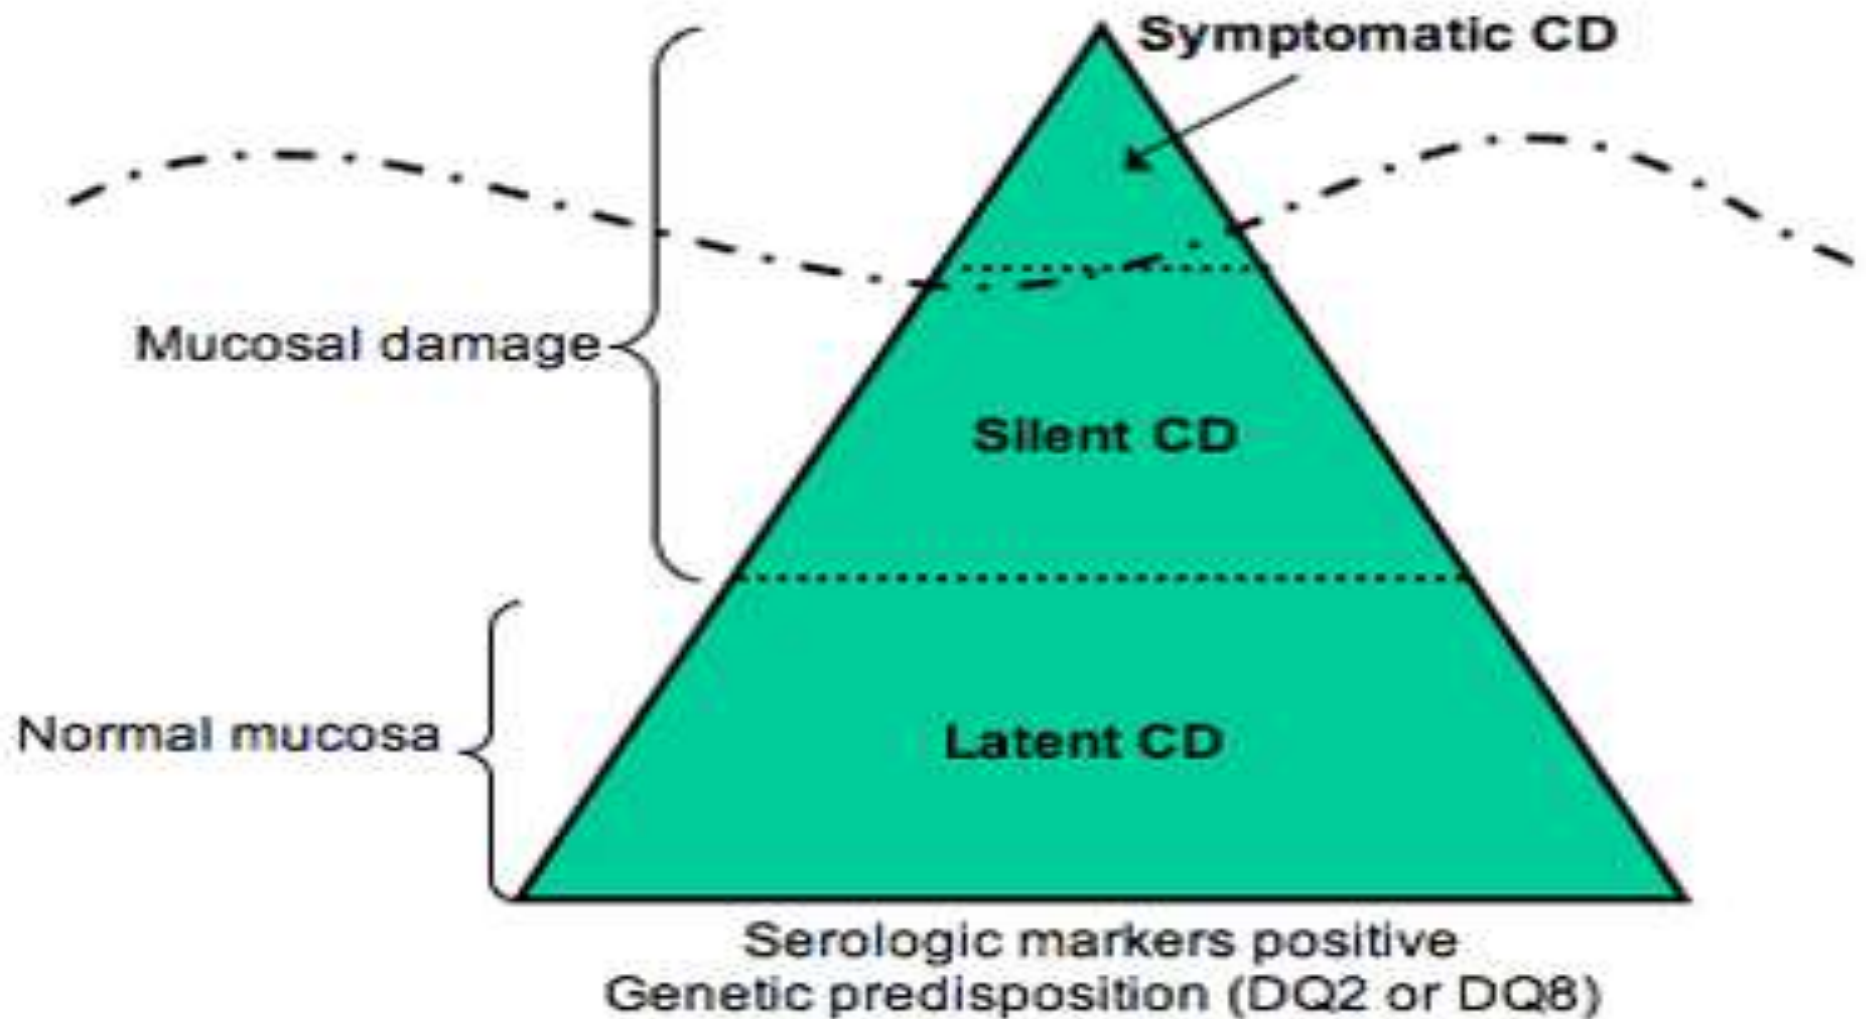 Symptomatic CD
Mucosal damage
Silent CD
Normal mucosa
Latent CD
Serologic markers positive
Genetic predisposition (DQ2 or DQ8)